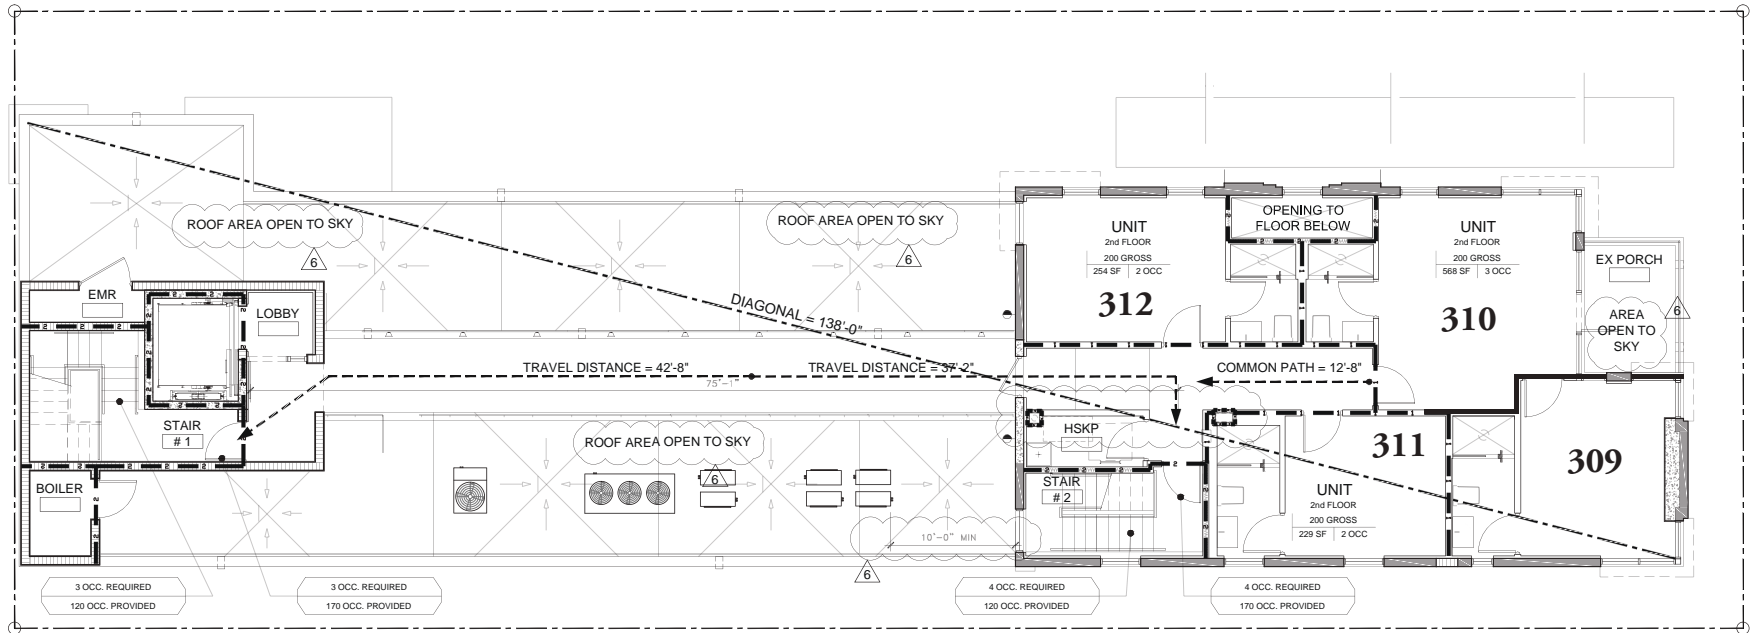 ROOF AREA OPEN TO SKY
6
ROOF AREA OPEN TO SKY
6
UNIT
2nd FLOOR
200 GROSS
254 SF 2 OCC
312
OPENING TO
FLOOR BELOW
UNIT
2nd FLOOR
200 GROSS
568 SF 3 OCC
310
EX PORCH
AREA
OPEN TO
SKY
6
EMR
LOBBY
DIAGONAL = 138'-0"
TRAVEL DISTANCE = 42'-8"
75'-1"
TRAVEL DISTANCE = 37'-2"
COMMON PATH = 12'-8"
STAIR
# 1
ROOF AREA OPEN TO SKY
6
HSKP
311
309
BOILER
STAIR
# 2
UNIT
2nd FLOOR
200 GROSS
229 SF 2 OCC
10'-0" MIN
6
3 OCC. REQUIRED
120 OCC. PROVIDED
3 OCC. REQUIRED
170 OCC. PROVIDED
4 OCC. REQUIRED
120 OCC. PROVIDED
4 OCC. REQUIRED
170 OCC. PROVIDED